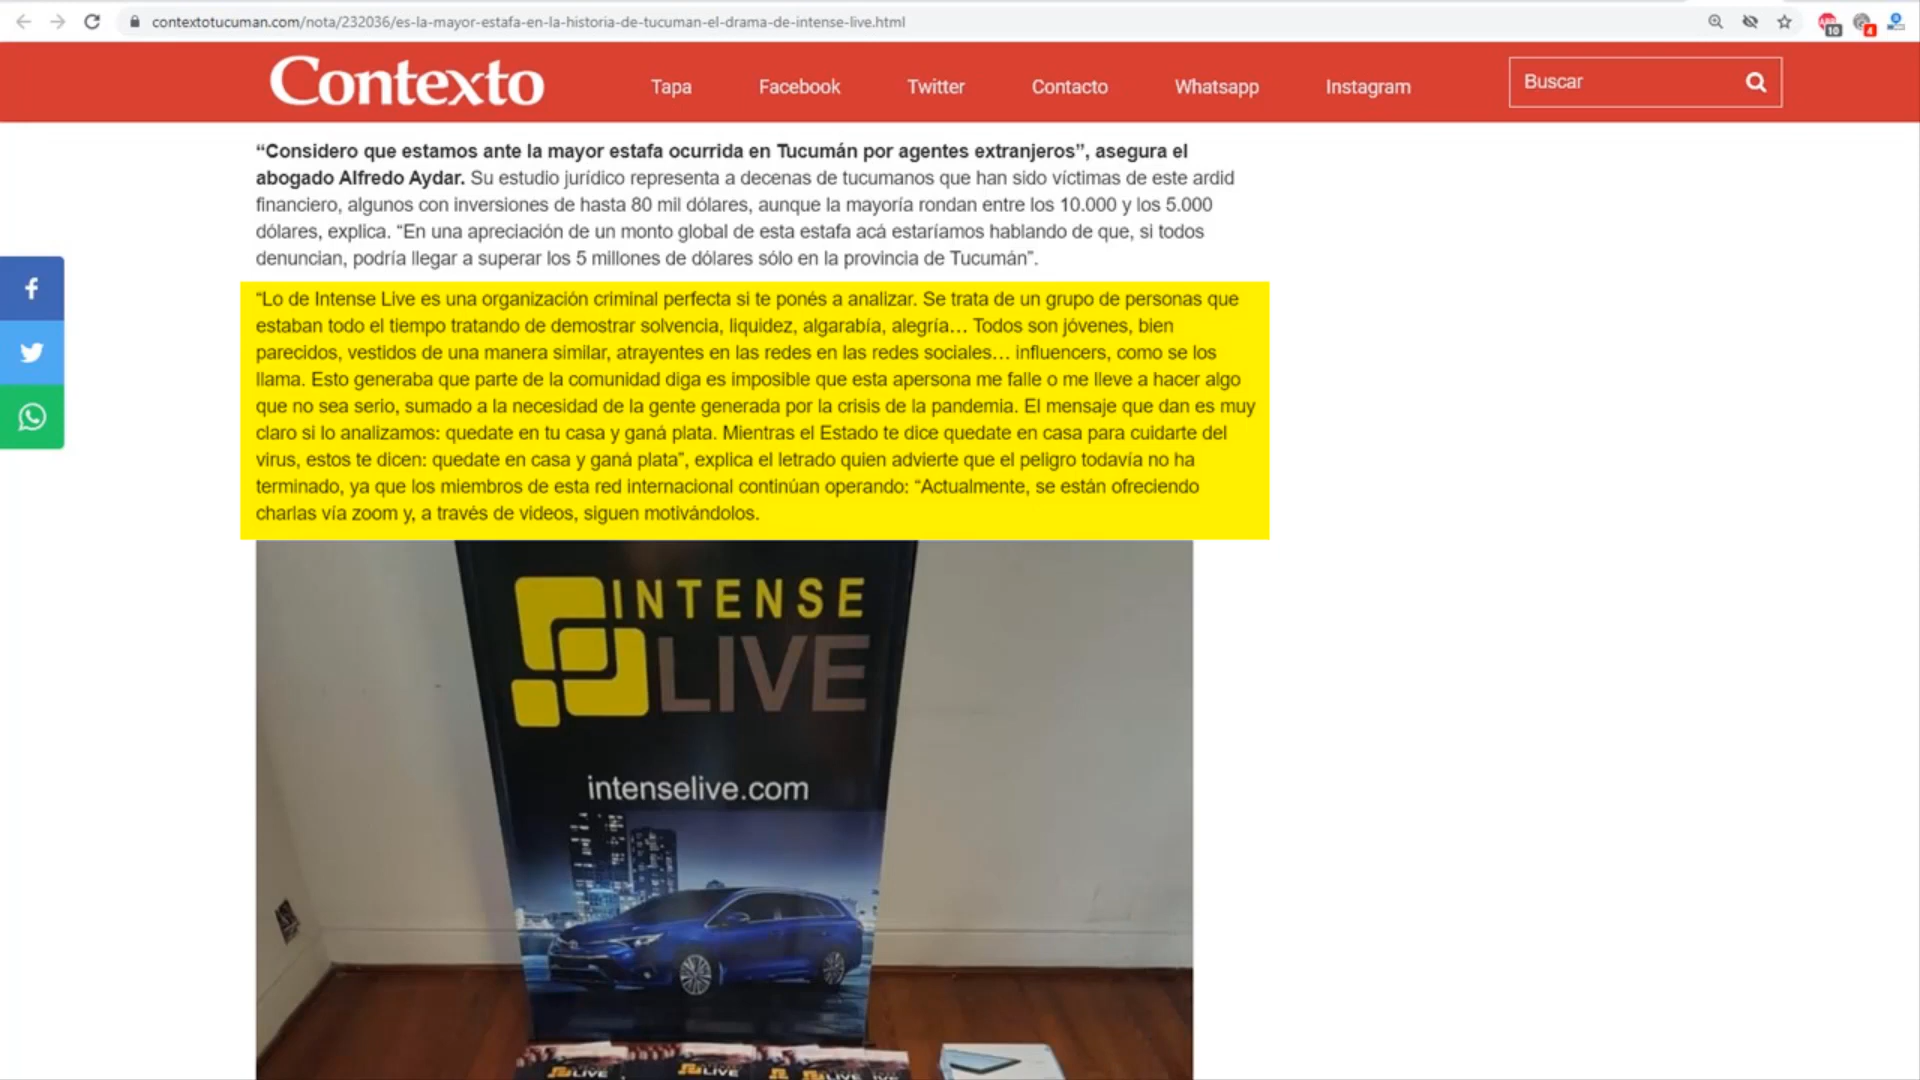 contextotucuman.com/nota/232036/es-la-mayor-estafa-en-la-historia-de-tucuman-el-drama-de-intense-live.html
10
4
Contexto
Tapa
Facebook
Twitter
Contacto
Whatsapp
Instagram
Buscar
“Considero que estamos ante la mayor estafa ocurrida en Tucumán por agentes extranjeros”, asegura el
abogado Alfredo Aydar. Su estudio jurídico representa a decenas de tucumanos que han sido víctimas de este ardid
financiero, algunos con inversiones de hasta 80 mil dólares, aunque la mayoría rondan entre los 10.000 y los 5.000
dólares, explica. “En una apreciación de un monto global de esta estafa acá estaríamos hablando de que, si todos
denuncian, podría llegar a superar los 5 millones de dólares sólo en la provincia de Tucumán”.
“Lo de Intense Live es una organización criminal perfecta si te ponés a analizar. Se trata de un grupo de personas que
estaban todo el tiempo tratando de demostrar solvencia, liquidez, algarabía, alegría… Todos son jóvenes, bien
parecidos, vestidos de una manera similar, atrayentes en las redes en las redes sociales… influencers, como se los
llama. Esto generaba que parte de la comunidad diga es imposible que esta apersona me falle o me lleve a hacer algo
que no sea serio, sumado a la necesidad de la gente generada por la crisis de la pandemia. El mensaje que dan es muy
claro si lo analizamos: quedate en tu casa y ganá plata. Mientras el Estado te dice quedate en casa para cuidarte del
virus, estos te dicen: quedate en casa y ganá plata”, explica el letrado quien advierte que el peligro todavía no ha
terminado, ya que los miembros de esta red internacional continúan operando: “Actualmente, se están ofreciendo
charlas vía zoom y, a través de videos, siguen motivándolos.
INTENSE
LIVE
intenselive.com
LIVE
LIVE
LIVE